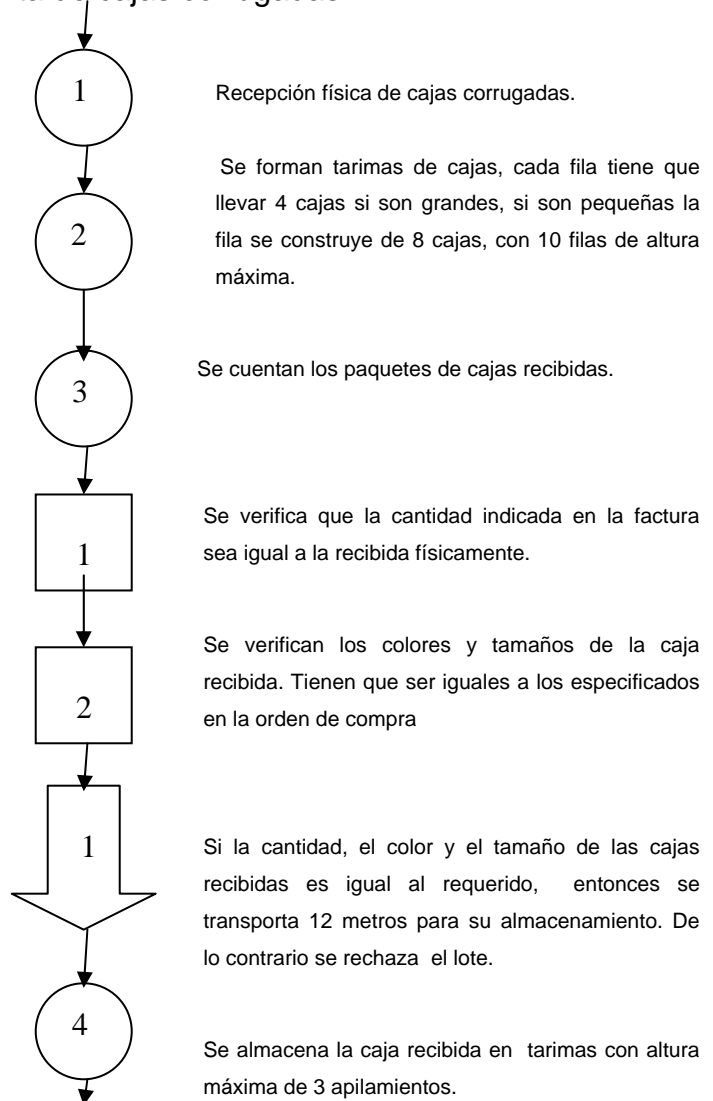 1
Recepción física de cajas corrugadas.
Se forman tarimas de cajas, cada fila tiene que
llevar 4 cajas si son grandes, si son pequeñas la
2
fila se construye de 8 cajas, con 10 filas de altura
máxima.
Se cuentan los paquetes de cajas recibidas.
3
Se verifica que la cantidad indicada en la factura
1
sea igual a la recibida físicamente.
Se verifican los colores y tamaños de la caja
recibida. Tienen que ser iguales a los especificados
2
en la orden de compra
1
Si la cantidad, el color y el tamaño de las cajas
recibidas es igual al requerido, entonces se
transporta 12 metros para su almacenamiento. De
lo contrario se rechaza el lote.
4
Se almacena la caja recibida en tarimas con altura
máxima de 3 apilamientos.